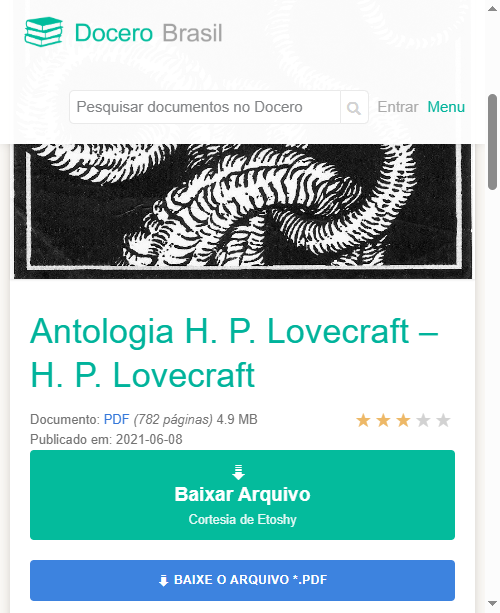 Docero Brasil
Pesquisar documentos no Docero
Entrar Menu
Antologia H. P. Lovecraft –
H. P. Lovecraft
Documento: PDF (782 páginas) 4.9 MB
Publicado em: 2021-06-08
Baixar Arquivo
Cortesia de Etoshy
BAIXE O ARQUIVO *.PDF